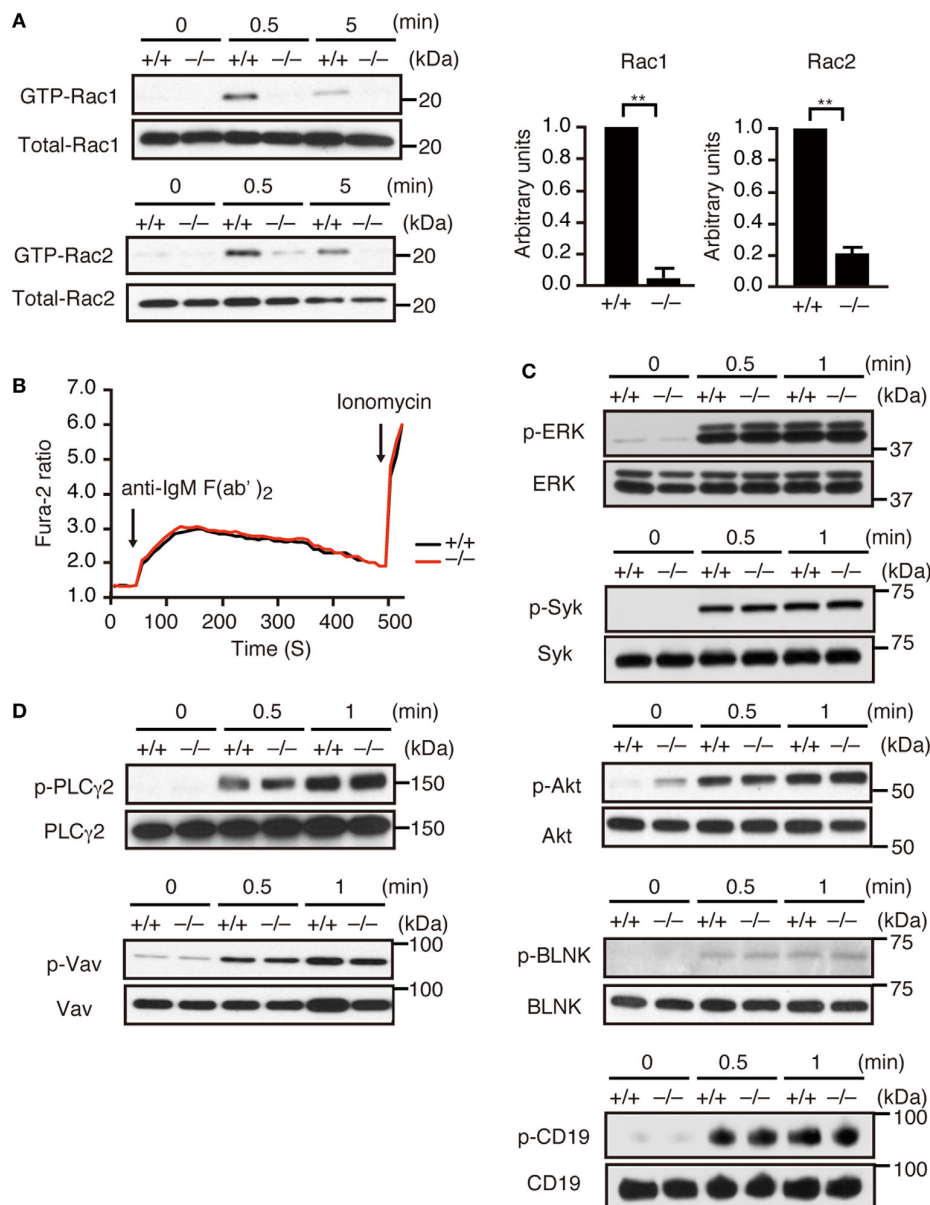 A
0 0.5 5 (min)
+/+ −/− +/+ −/− +/+ −/− (kDa)
GTP-Rac1 20
Total-Rac1 20
0 0.5 5 (min)
+/+ −/− +/+ −/− +/+ −/− (kDa)
GTP-Rac2 20
Total-Rac2 20
Rac1
**
Arbitrary units
1.0
0.8
0.6
0.4
0.2
0.0
+/+ −/−
Rac2
**
Arbitrary units
1.0
0.8
0.6
0.4
0.2
0.0
+/+ −/−
B
Fura-2 ratio
7.0
6.0
5.0
4.0
3.0
2.0
1.0
anti-IgM F(ab' )2
Ionomycin
+/+
−/−
0 100 200 300 400 500
Time (S)
C
0 0.5 1 (min)
+/+ −/− +/+ −/− +/+ −/− (kDa)
p-ERK 37
ERK 37
0 0.5 1 (min)
+/+ −/− +/+ −/− +/+ −/− (kDa)
p-Syk 75
Syk 75
0 0.5 1 (min)
+/+ −/− +/+ −/− +/+ −/− (kDa)
p-Akt 50
Akt 50
0 0.5 1 (min)
+/+ −/− +/+ −/− +/+ −/− (kDa)
p-BLNK 75
BLNK 75
0 0.5 1 (min)
+/+ −/− +/+ −/− +/+ −/− (kDa)
p-CD19 100
CD19 100
D
0 0.5 1 (min)
+/+ −/− +/+ −/− +/+ −/− (kDa)
p-PLCγ2 150
PLCγ2 150
0 0.5 1 (min)
+/+ −/− +/+ −/− +/+ −/− (kDa)
p-Vav 100
Vav 100